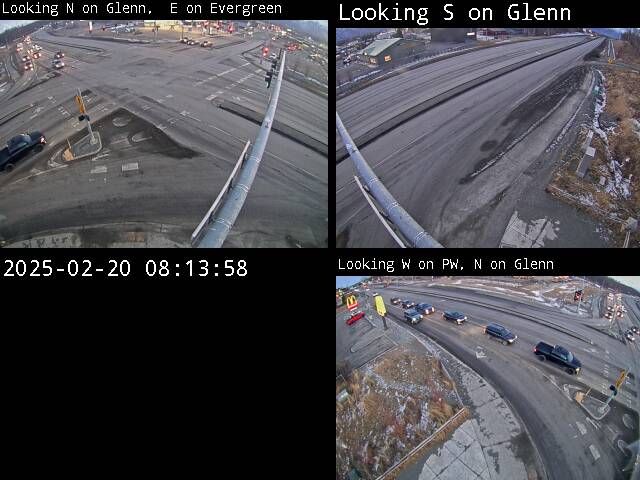 Looking N on Glenn,  E on Evergreen
Looking S on Glenn
2025-02-20 08:13:58
Looking W on PW, N on Glenn